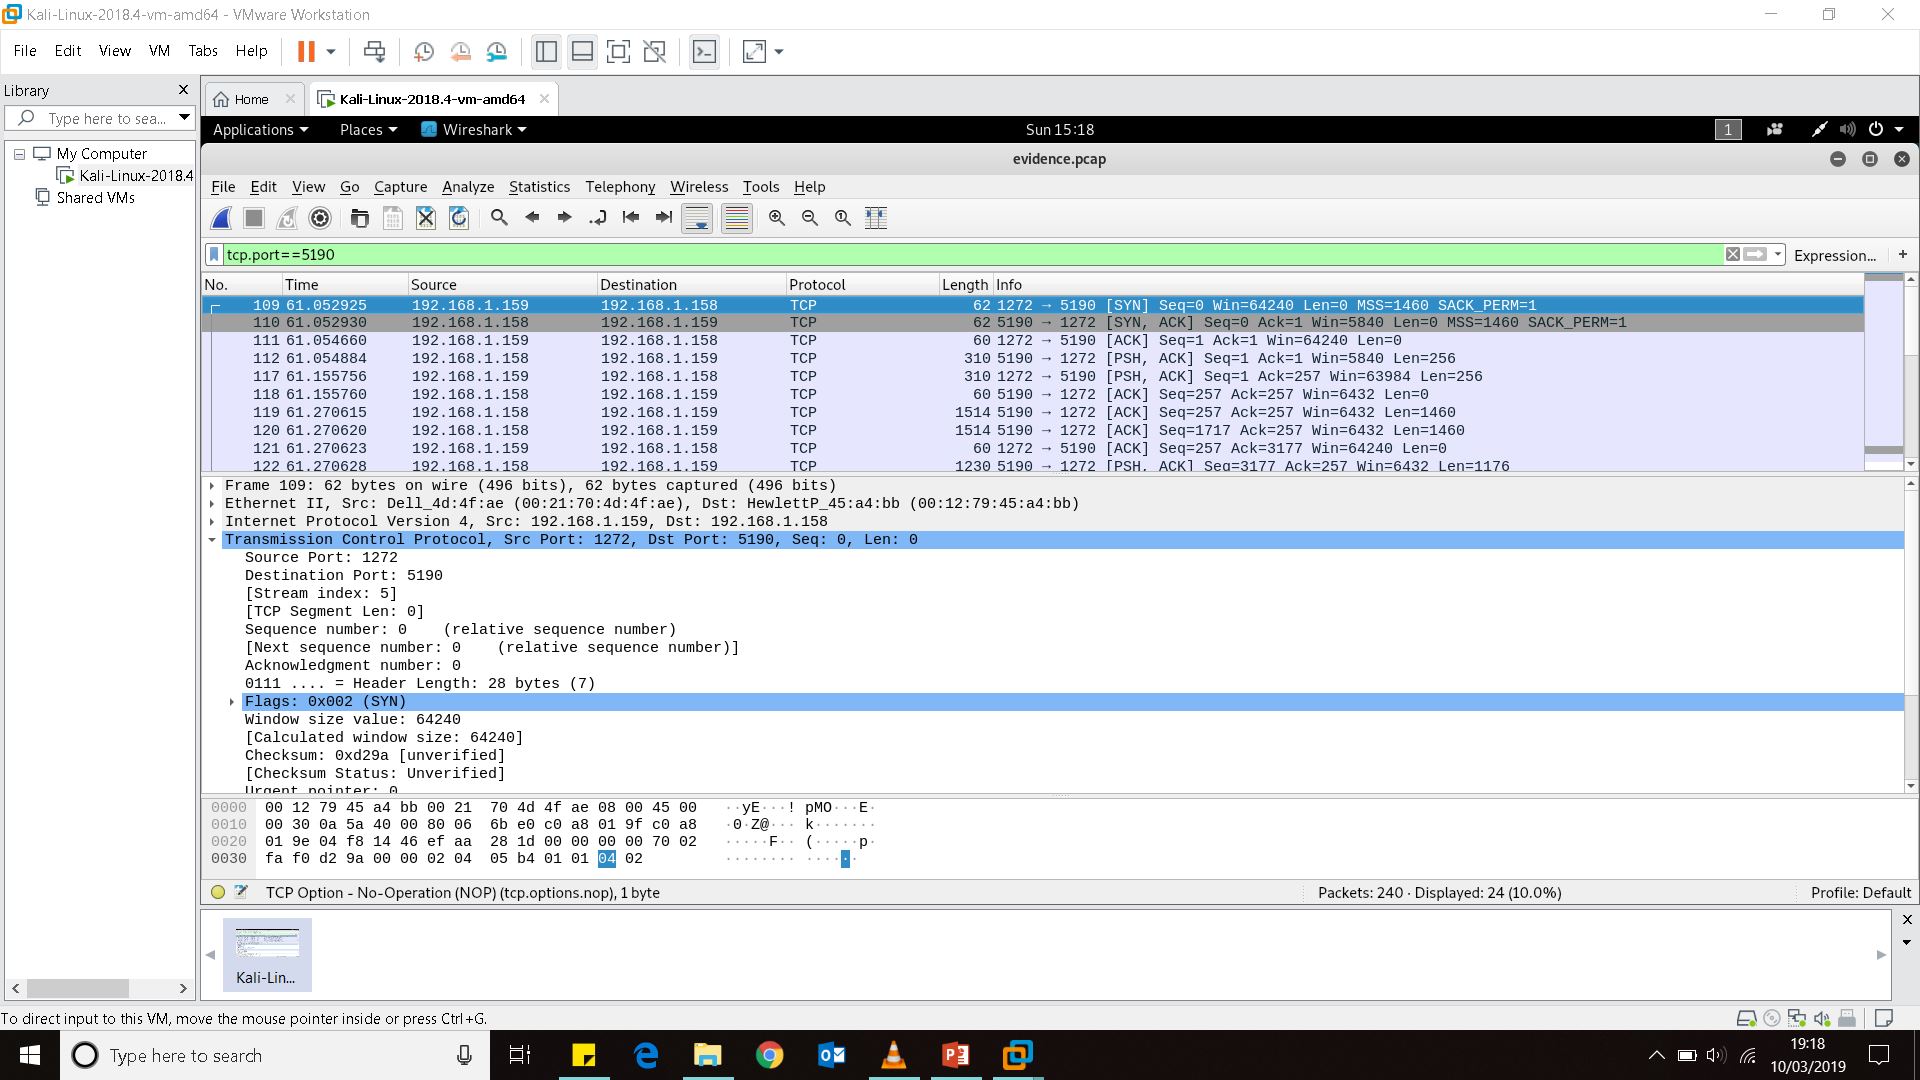 Kali-Linux-2018.4-vm-amd64 - VMware Workstation
File Edit View VM Tabs Help
Library
Type here to sea...
My Computer
Kali-Linux-2018.4
Shared VMs
Home Kali-Linux-2018.4-vm-amd64
Applications Places Wireshark Sun 15:18 1
evidence.pcap
File Edit View Go Capture Analyze Statistics Telephony Wireless Tools Help
tcp.port==5190 Expression... +
No. Time Source Destination Protocol Length Info
109 61.052925 192.168.1.159 192.168.1.158 TCP 62 1272 → 5190 [SYN] Seq=0 Win=64240 Len=0 MSS=1460 SACK_PERM=1
110 61.052930 192.168.1.158 192.168.1.159 TCP 62 5190 → 1272 [SYN, ACK] Seq=0 Ack=1 Win=5840 Len=0 MSS=1460 SACK_PERM=1
111 61.054660 192.168.1.159 192.168.1.158 TCP 60 1272 → 5190 [ACK] Seq=1 Ack=1 Win=64240 Len=0
112 61.054884 192.168.1.158 192.168.1.159 TCP 310 5190 → 1272 [PSH, ACK] Seq=1 Ack=1 Win=5840 Len=256
117 61.155756 192.168.1.159 192.168.1.158 TCP 310 1272 → 5190 [PSH, ACK] Seq=1 Ack=257 Win=63984 Len=256
118 61.155760 192.168.1.158 192.168.1.159 TCP 60 5190 → 1272 [ACK] Seq=257 Ack=257 Win=6432 Len=0
119 61.270615 192.168.1.158 192.168.1.159 TCP 1514 5190 → 1272 [ACK] Seq=257 Ack=257 Win=6432 Len=1460
120 61.270620 192.168.1.158 192.168.1.159 TCP 1514 5190 → 1272 [ACK] Seq=1717 Ack=257 Win=6432 Len=1460
121 61.270623 192.168.1.159 192.168.1.158 TCP 60 1272 → 5190 [ACK] Seq=257 Ack=3177 Win=64240 Len=0
122 61.270628 192.168.1.158 192.168.1.159 TCP 1230 5190 → 1272 [PSH, ACK] Seq=3177 Ack=257 Win=6432 Len=1176
Frame 109: 62 bytes on wire (496 bits), 62 bytes captured (496 bits)
Ethernet II, Src: Dell_4d:4f:ae (00:21:70:4d:4f:ae), Dst: HewlettP_45:a4:bb (00:12:79:45:a4:bb)
Internet Protocol Version 4, Src: 192.168.1.159, Dst: 192.168.1.158
Transmission Control Protocol, Src Port: 1272, Dst Port: 5190, Seq: 0, Len: 0
Source Port: 1272
Destination Port: 5190
[Stream index: 5]
[TCP Segment Len: 0]
Sequence number: 0 (relative sequence number)
[Next sequence number: 0 (relative sequence number)]
Acknowledgment number: 0
0111 .... = Header Length: 28 bytes (7)
Flags: 0x002 (SYN)
Window size value: 64240
[Calculated window size: 64240]
Checksum: 0xd29a [unverified]
[Checksum Status: Unverified]
Urgent pointer: 0
0000 00 12 79 45 a4 bb 00 21 70 4d 4f ae 08 00 45 00 ··yE···! pMO···E·
0010 00 30 0a 5a 40 00 80 06 6b e0 c0 a8 01 9f c0 a8 ·0·Z@··· k·······
0020 01 9e 04 f8 14 46 ef aa 28 1d 00 00 00 00 70 02 ·····F·· (·····p·
0030 fa f0 d2 9a 00 00 02 04 05 b4 01 01 04 02 ········ ······
TCP Option - No-Operation (NOP) (tcp.options.nop), 1 byte Packets: 240 · Displayed: 24 (10.0%) Profile: Default
Kali-Lin...
To direct input to this VM, move the mouse pointer inside or press Ctrl+G.
Type here to search
19:18
10/03/2019